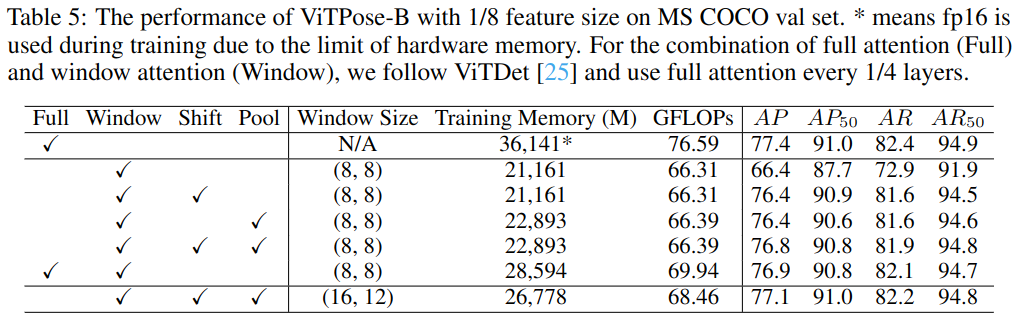 Table 5: The performance of ViTPose-B with 1/8 feature size on MS COCO val set. * means fp16 is
used during training due to the limit of hardware memory. For the combination of full attention (Full)
and window attention (Window), we follow ViTDet [25] and use full attention every 1/4 layers.
Full Window Shift Pool Window Size Training Memory (M) GFLOPs AP AP50 AR AR50
✓ N/A 36,141* 76.59 77.4 91.0 82.4 94.9
✓ (8, 8) 21,161 66.31 66.4 87.7 72.9 91.9
✓ ✓ (8, 8) 21,161 66.31 76.4 90.9 81.6 94.5
✓ ✓ (8, 8) 22,893 66.39 76.4 90.6 81.6 94.6
✓ ✓ ✓ (8, 8) 22,893 66.39 76.8 90.8 81.9 94.8
✓ ✓ (8, 8) 28,594 69.94 76.9 90.8 82.1 94.7
✓ ✓ ✓ (16, 12) 26,778 68.46 77.1 91.0 82.2 94.8